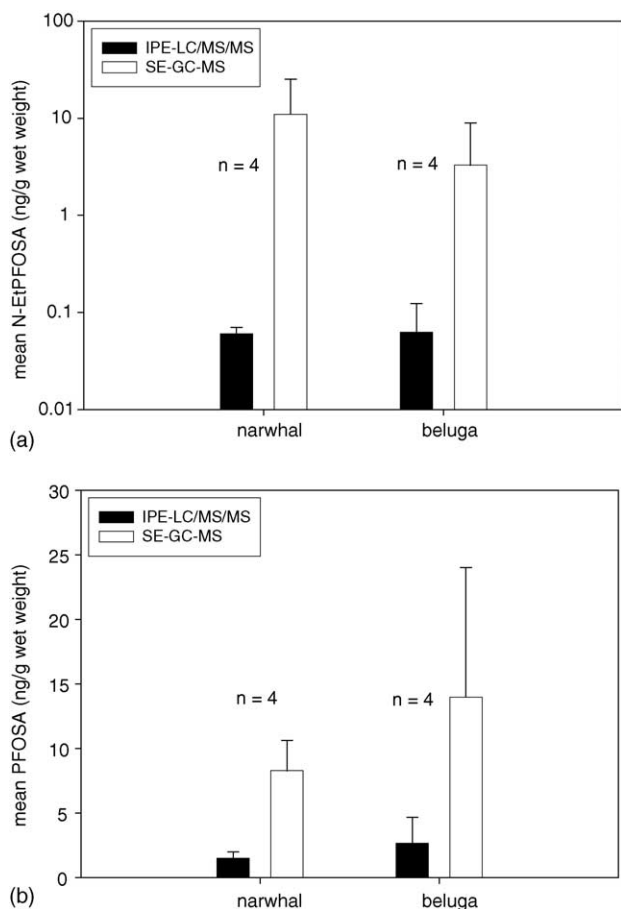 mean N-EtPFOSA (ng/g wet weight)
100
10
1
0.1
0.01
IPE-LC/MS/MS
SE-GC-MS
n = 4
n = 4
narwhal
beluga
(a)
mean PFOSA (ng/g wet weight)
30
25
20
15
10
5
0
IPE-LC/MS/MS
SE-GC-MS
n = 4
n = 4
narwhal
beluga
(b)